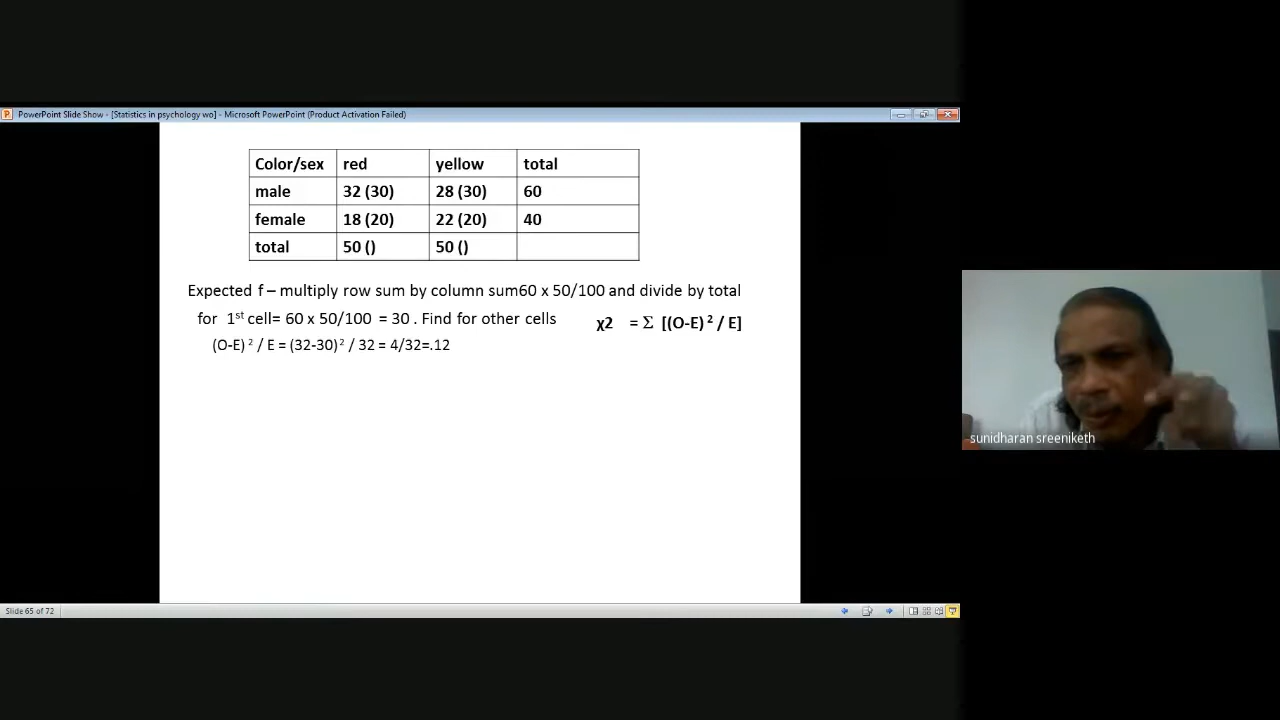 PowerPoint Slide Show - [Statistics in psychology wo] - Microsoft PowerPoint (Product Activation Failed)
Color/sex red yellow total
male 32 (30) 28 (30) 60
female 18 (20) 22 (20) 40
total 50 () 50 ()
Expected f – multiply row sum by column sum60 x 50/100 and divide by total
for 1st cell= 60 x 50/100 = 30 . Find for other cells
χ2 = Σ [(O-E) ² / E]
(O-E) ² / E = (32-30)² / 32 = 4/32=.12
sunidharan sreeniketh
Slide 65 of 72